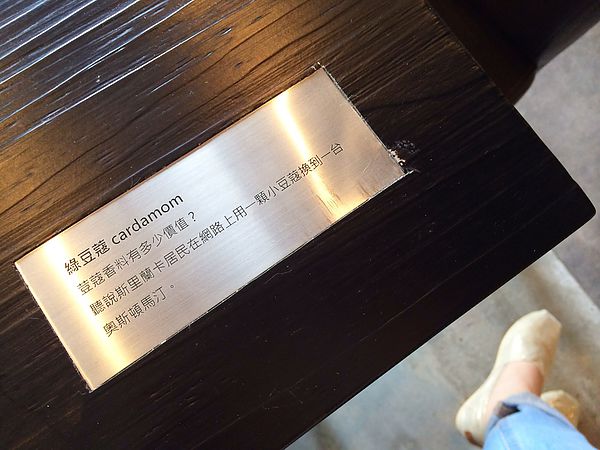 綠豆蔻 cardamom
荳蔻香料有多少價值？
聽說斯里蘭卡居民在網路上用一顆小豆蔻換到一台
奧斯頓馬汀。